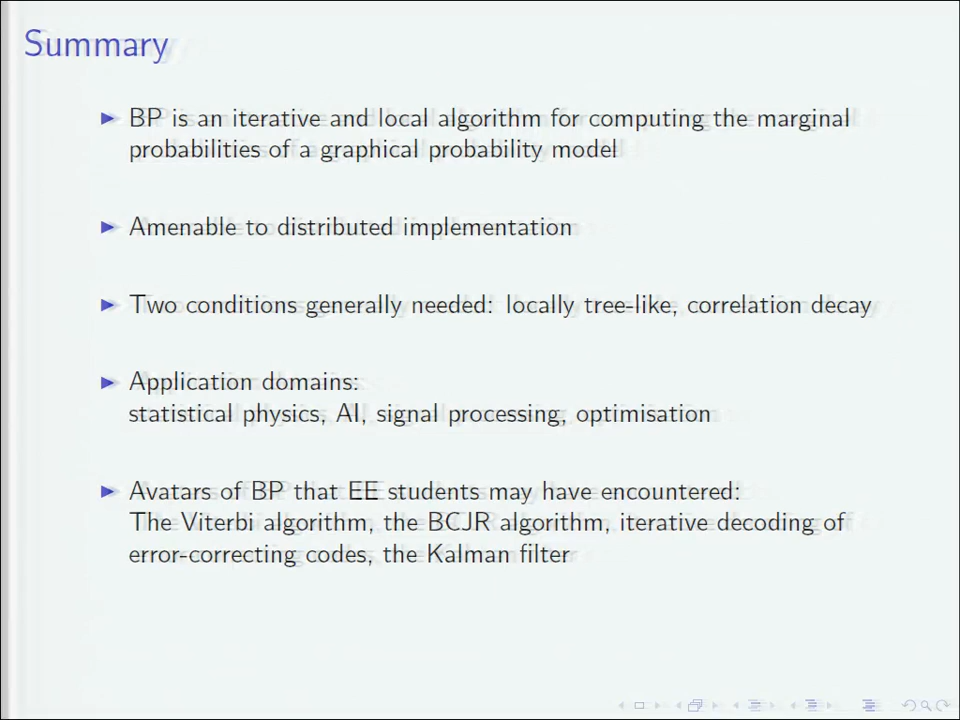 Summary
BP is an iterative and local algorithm for computing the marginal
probabilities of a graphical probability model
Amenable to distributed implementation
Two conditions generally needed: locally tree-like, correlation decay
Application domains:
statistical physics, AI, signal processing, optimisation
Avatars of BP that EE students may have encountered:
The Viterbi algorithm, the BCJR algorithm, iterative decoding of
error-correcting codes, the Kalman filter